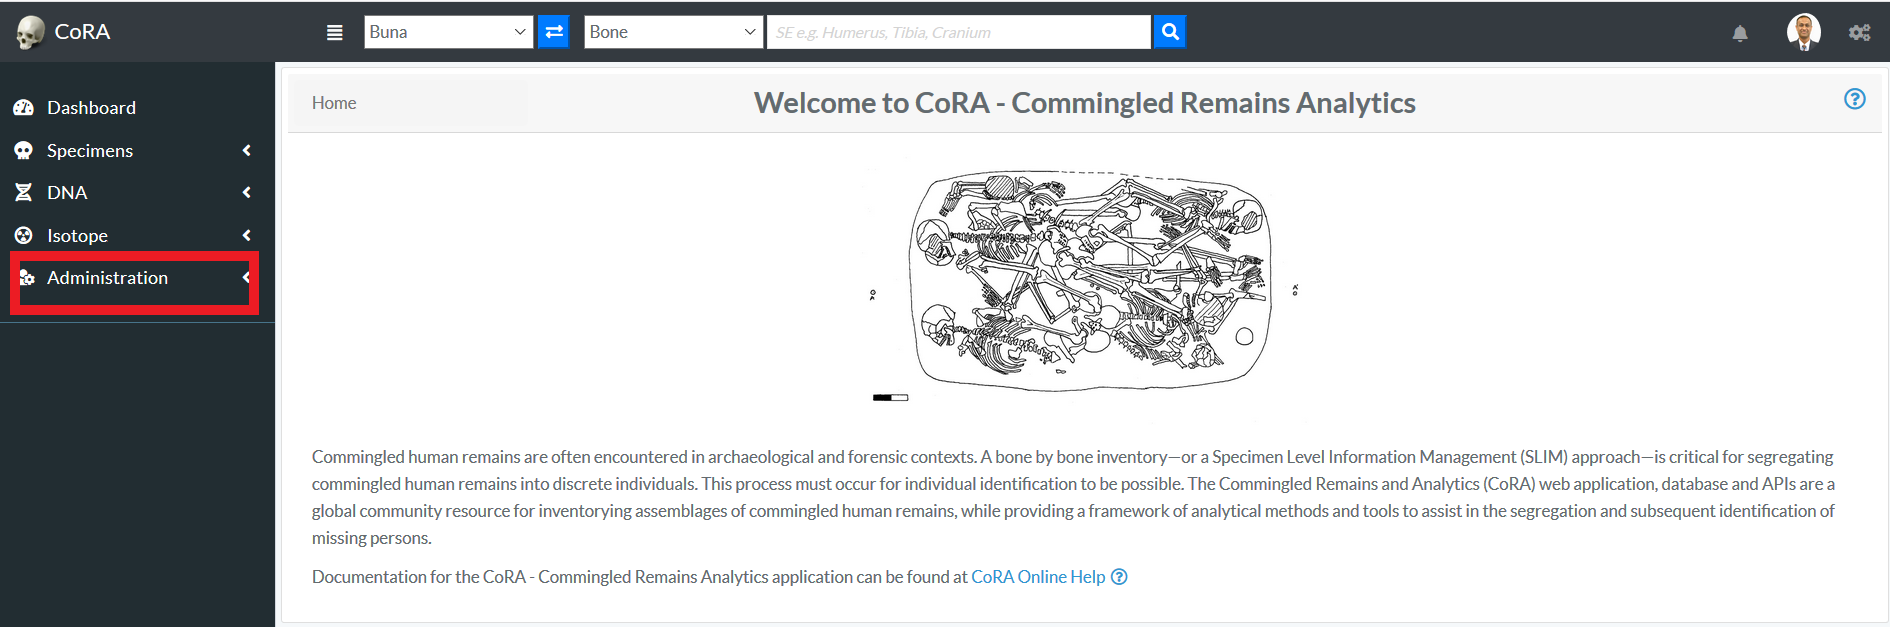 CoRA
Buna
Bone
SE e.g. Humerus, Tibia, Cranium
Dashboard
Specimens
DNA
Isotope
Administration
Home
Welcome to CoRA - Commingled Remains Analytics
Commingled human remains are often encountered in archaeological and forensic contexts. A bone by bone inventory—or a Specimen Level Information Management (SLIM) approach—is critical for segregating
commingled human remains into discrete individuals. This process must occur for individual identification to be possible. The Commingled Remains and Analytics (CoRA) web application, database and APIs are a
global community resource for inventorying assemblages of commingled human remains, while providing a framework of analytical methods and tools to assist in the segregation and subsequent identification of
missing persons.
Documentation for the CoRA - Commingled Remains Analytics application can be found at CoRA Online Help